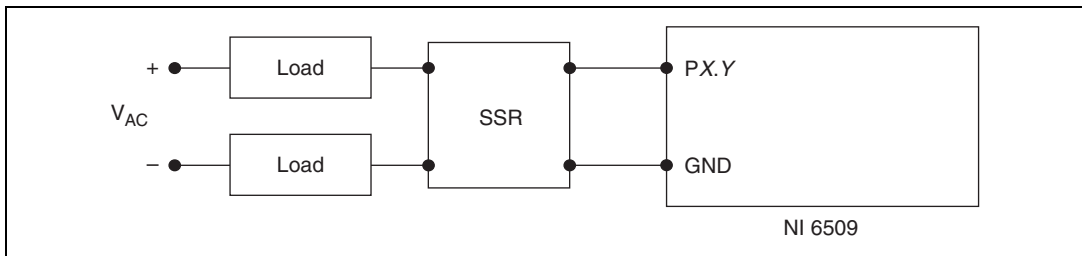 +
Load
PX.Y
V_AC
SSR
−
Load
GND
NI 6509